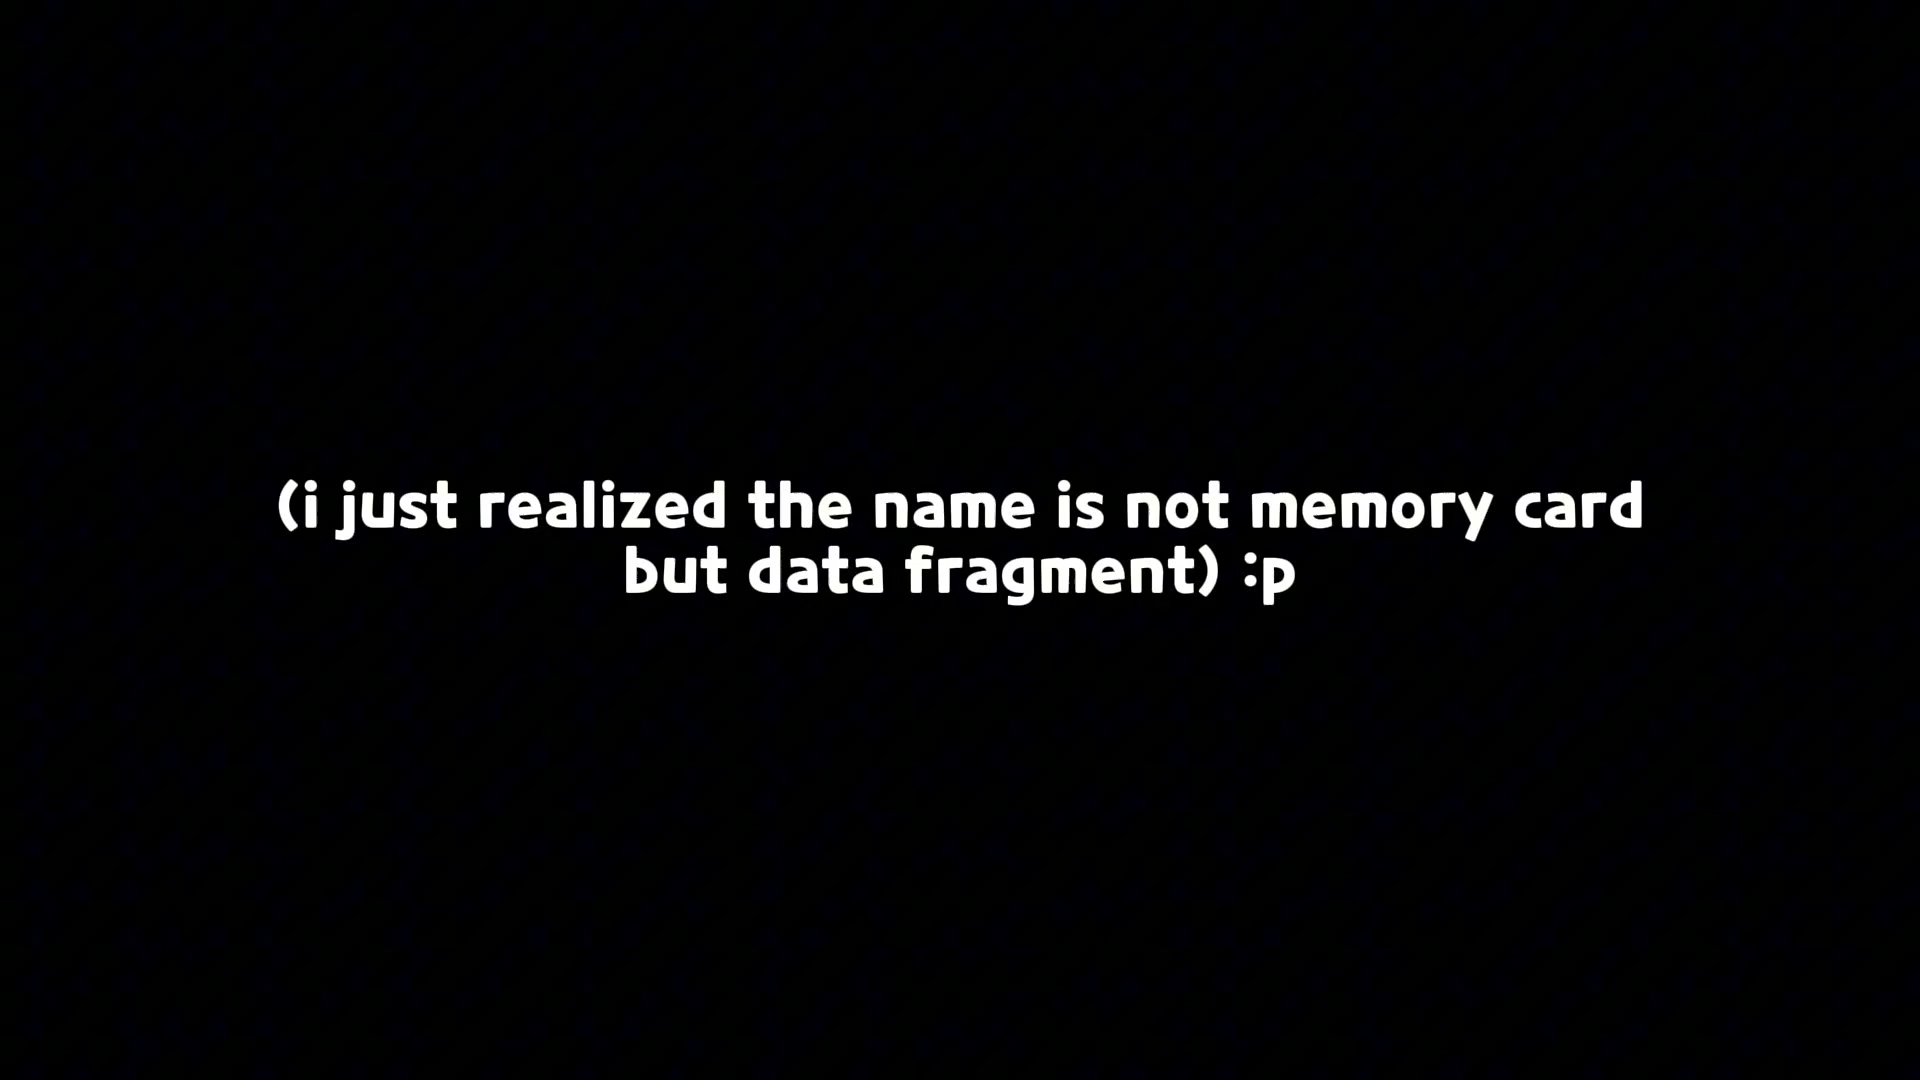 (i just realized the name is not memory card
but data fragment) :p